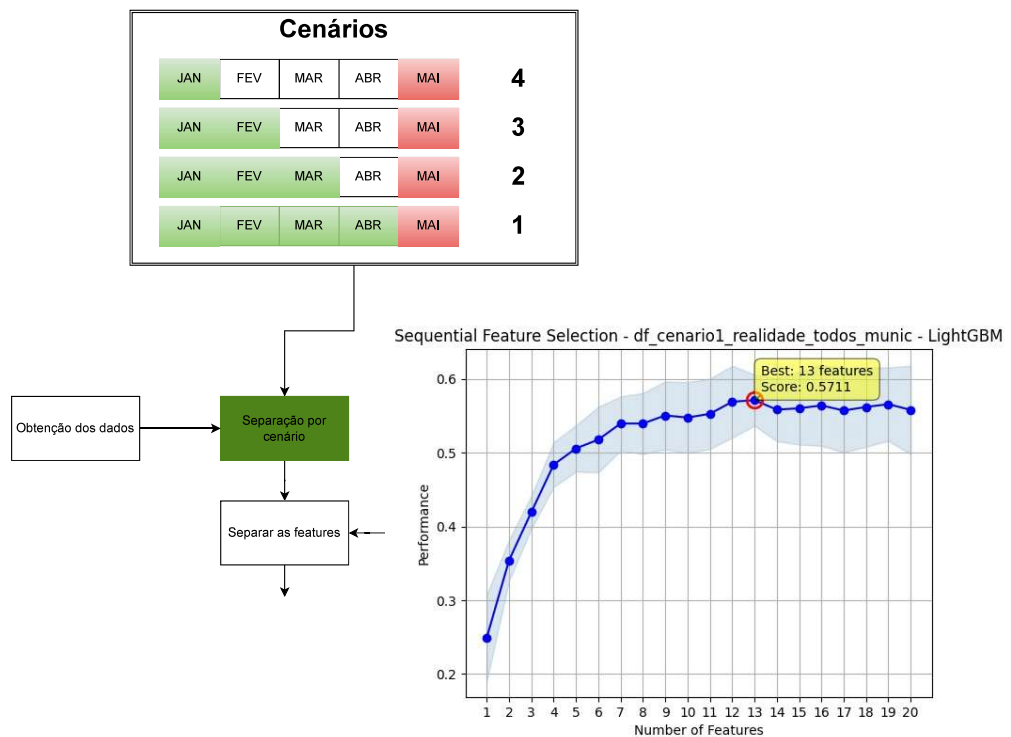 Cenários
JAN FEV MAR ABR MAI 4
JAN FEV MAR ABR MAI 3
JAN FEV MAR ABR MAI 2
JAN FEV MAR ABR MAI 1
Obtenção dos dados
Separação por
cenário
Separar as features
Sequential Feature Selection - df_cenario1_realidade_todos_munic - LightGBM
Best: 13 features
Score: 0.5711
0.6
0.5
0.4
0.3
0.2
Performance
1 2 3 4 5 6 7 8 9 10 11 12 13 14 15 16 17 18 19 20
Number of Features